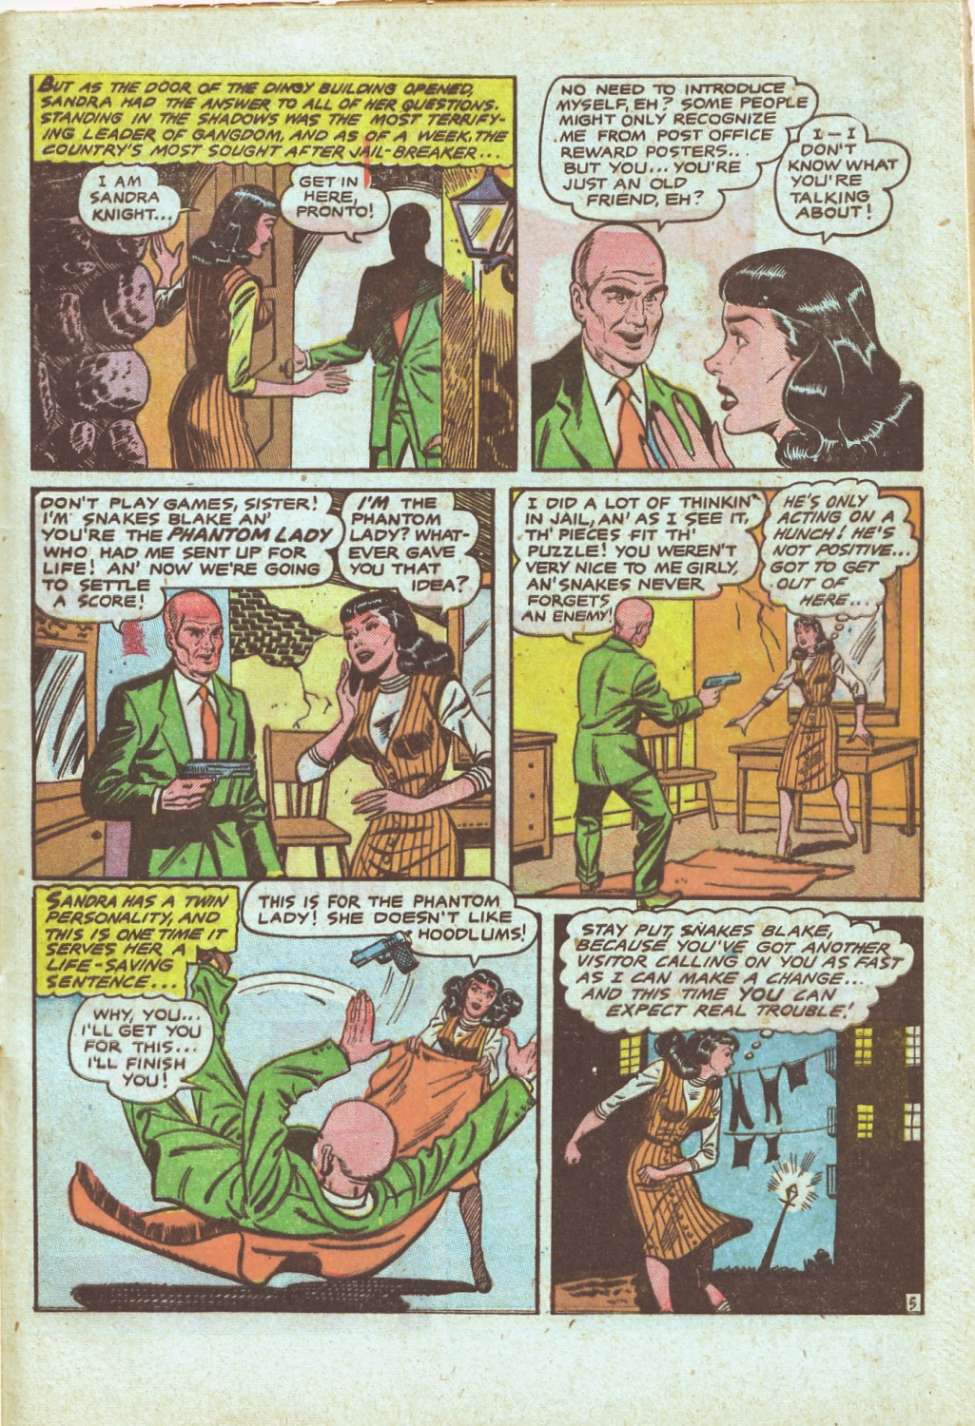 BUT AS THE DOOR OF THE DINGY BUILDING OPENED,
SANDRA HAD THE ANSWER TO ALL OF HER QUESTIONS.
STANDING IN THE SHADOWS WAS THE MOST TERRIFY-
ING LEADER OF GANGDOM, AND AS OF A WEEK, THE
COUNTRY'S MOST SOUGHT AFTER JAIL-BREAKER...
I AM
SANDRA
KNIGHT...
GET IN
HERE,
PRONTO!
NO NEED TO INTRODUCE
MYSELF, EH? SOME PEOPLE
MIGHT ONLY RECOGNIZE
ME FROM POST OFFICE
REWARD POSTERS...
BUT YOU... YOU'RE
JUST AN OLD
FRIEND, EH?
I-I
DON'T
KNOW WHAT
YOU'RE
TALKING
ABOUT!
DON'T PLAY GAMES, SISTER!
I'M SNAKES BLAKE AN'
YOU'RE THE PHANTOM LADY
WHO HAD ME SENT UP FOR
LIFE! AN' NOW WE'RE GOING
TO SETTLE
A SCORE!
I'M THE
PHANTOM
LADY? WHAT-
EVER GAVE
YOU THAT
IDEA?
I DID A LOT OF THINKIN'
IN JAIL, AN' AS I SEE IT,
TH' PIECES FIT TH'
PUZZLE! YOU WEREN'T
VERY NICE TO ME GIRLY,
AN' SNAKES NEVER
FORGETS
AN ENEMY!
HE'S ONLY
ACTING ON A
HUNCH! HE'S
NOT POSITIVE...
GOT TO GET
OUT OF
HERE...
SANDRA HAS A TWIN
PERSONALITY, AND
THIS IS ONE TIME IT
SERVES HER A
LIFE-SAVING
SENTENCE...
WHY, YOU...
I'LL GET YOU
FOR THIS...
I'LL FINISH
YOU!
THIS IS FOR THE PHANTOM
LADY! SHE DOESN'T LIKE
HOODLUMS!
STAY PUT, SNAKES BLAKE,
BECAUSE YOU'VE GOT ANOTHER
VISITOR CALLING ON YOU AS FAST
AS I CAN MAKE A CHANGE...
AND THIS TIME YOU CAN
EXPECT REAL TROUBLE!
5